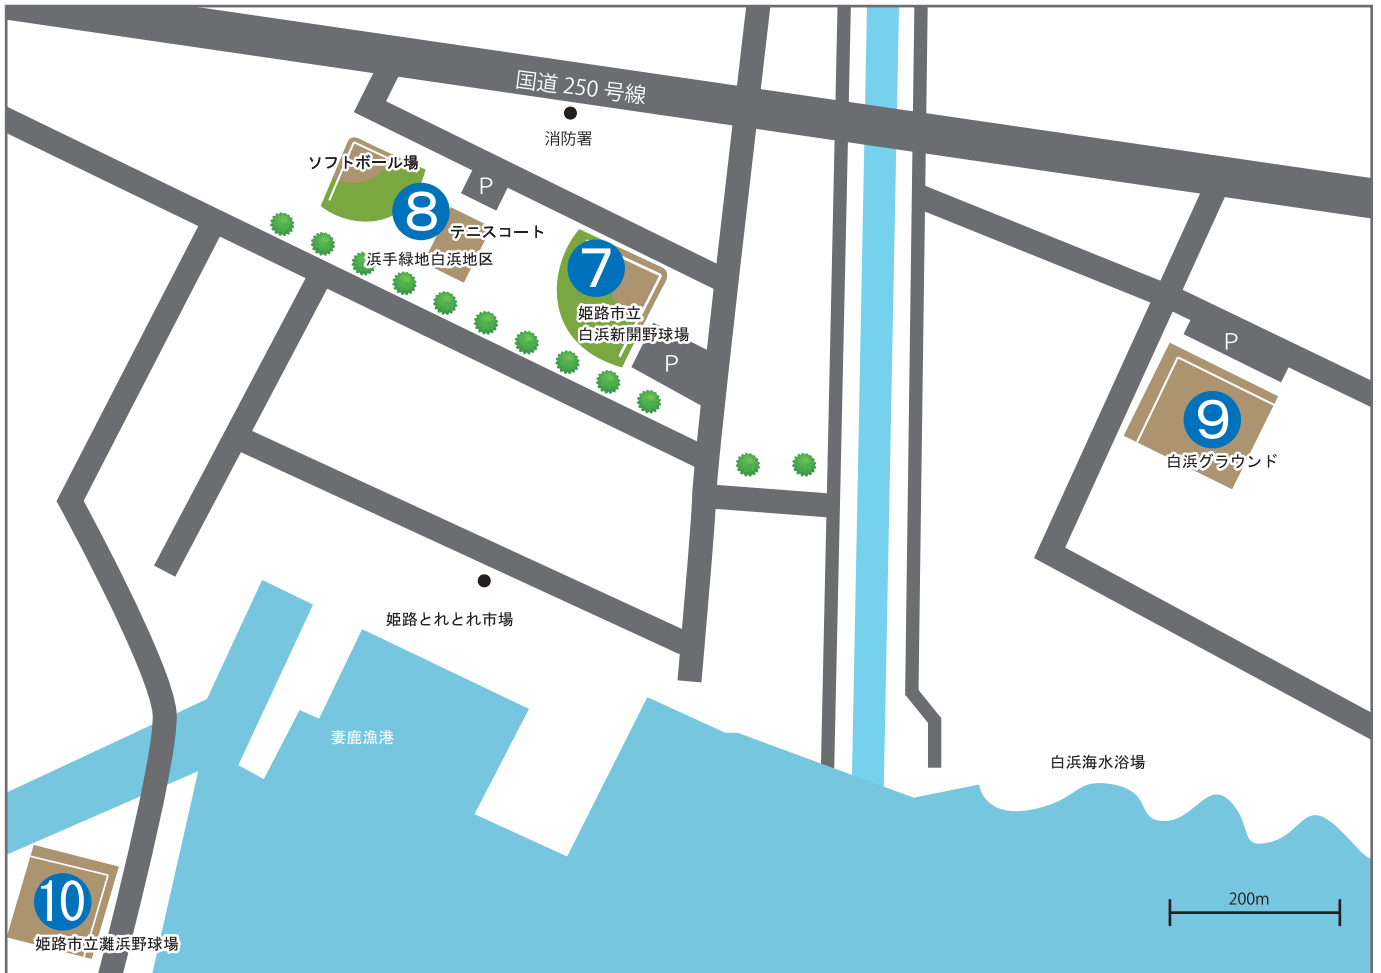 国道 250 号線
消防署
ソフトボール場
P
8
テニスコート
浜手緑地白浜地区
7
姫路市立
白浜新開野球場
P
P
9
白浜グラウンド
姫路とれとれ市場
妻鹿漁港
白浜海水浴場
200m
10
姫路市立灘浜野球場